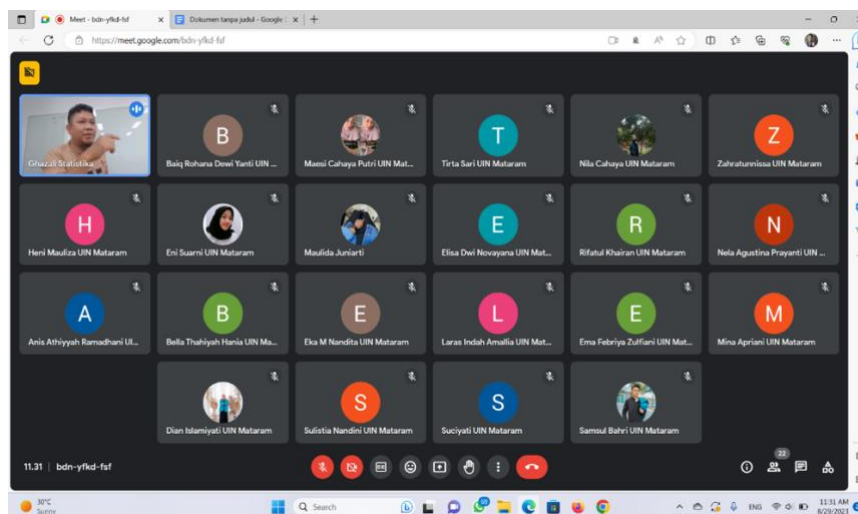 Meet - bdn-yfkd-fsf
Dokumen tanpa judul - Google
https://meet.google.com/bdn-yfkd-fsf
Ghazali Statistika
B
Baiq Rohana Dewi Yanti UIN ...
Maesi Cahaya Putri UIN Mat...
T
Tirta Sari UIN Mataram
Nila Cahaya UIN Mataram
Z
Zahratunnissa UIN Mataram
H
Heni Mauliza UIN Mataram
Eni Suarni UIN Mataram
Maulida Juniarti
E
Elisa Dwi Novayana UIN Mat...
R
Rifatul Khairan UIN Mataram
N
Nela Agustina Prayanti UIN ...
A
Anis Athiyyah Ramadhani UI...
B
Bella Thahiyah Hania UIN Ma...
E
Eka M Nandita UIN Mataram
L
Laras Indah Amallia UIN Mat...
E
Ema Febriya Zulfiani UIN Mat...
M
Mina Apriani UIN Mataram
Dian Islamiyati UIN Mataram
S
Sulistia Nandini UIN Mataram
S
Suciyati UIN Mataram
Samsul Bahri UIN Mataram
11.31 | bdn-yfkd-fsf
22
30°C
Sunny
Search
ENG
11:31 AM
8/29/2023